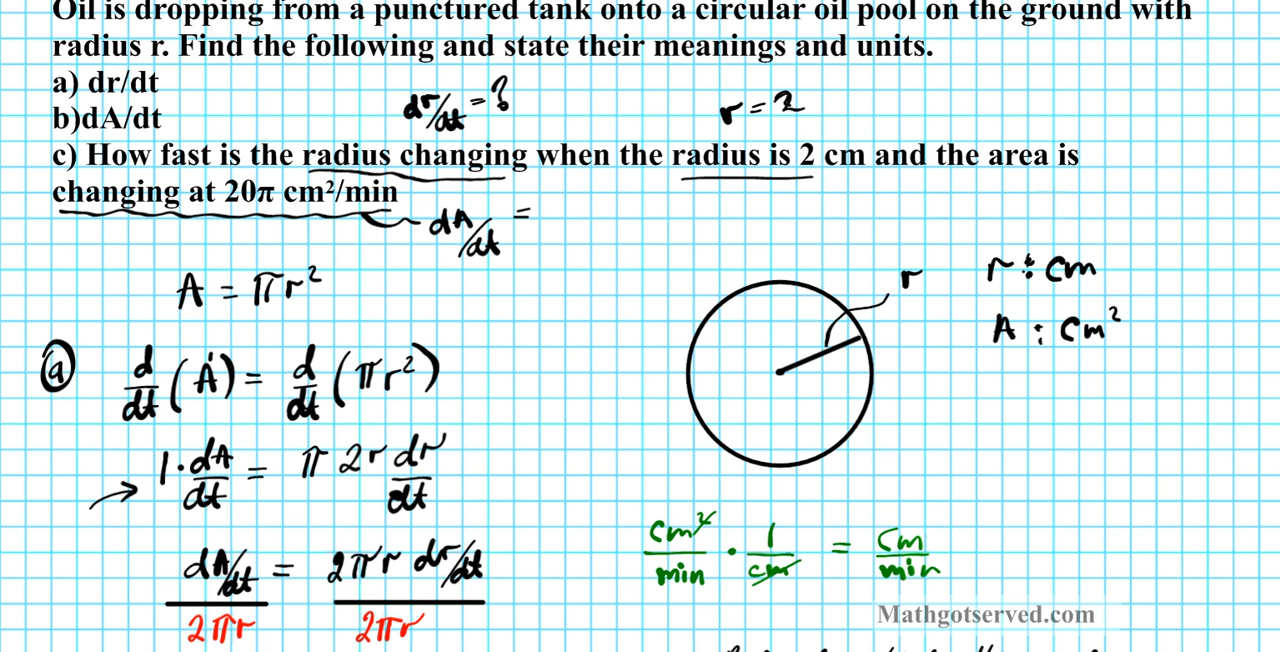 Oil is dropping from a punctured tank onto a circular oil pool on the ground with
radius r. Find the following and state their meanings and units.
a) dr/dt
b)dA/dt
dr/dt = ?
r = 2
c) How fast is the radius changing when the radius is 2 cm and the area is
changing at 20π cm²/min
dA/dt =
A = πr²
r
r : cm
A : cm²
ⓐ d/dt (A) = d/dt (πr²)
1 · dA/dt = π 2r dr/dt
dA/dt / 2πr = 2πr dr/dt / 2πr
cm²/min · 1/cm = cm/min
Mathgotserved.com